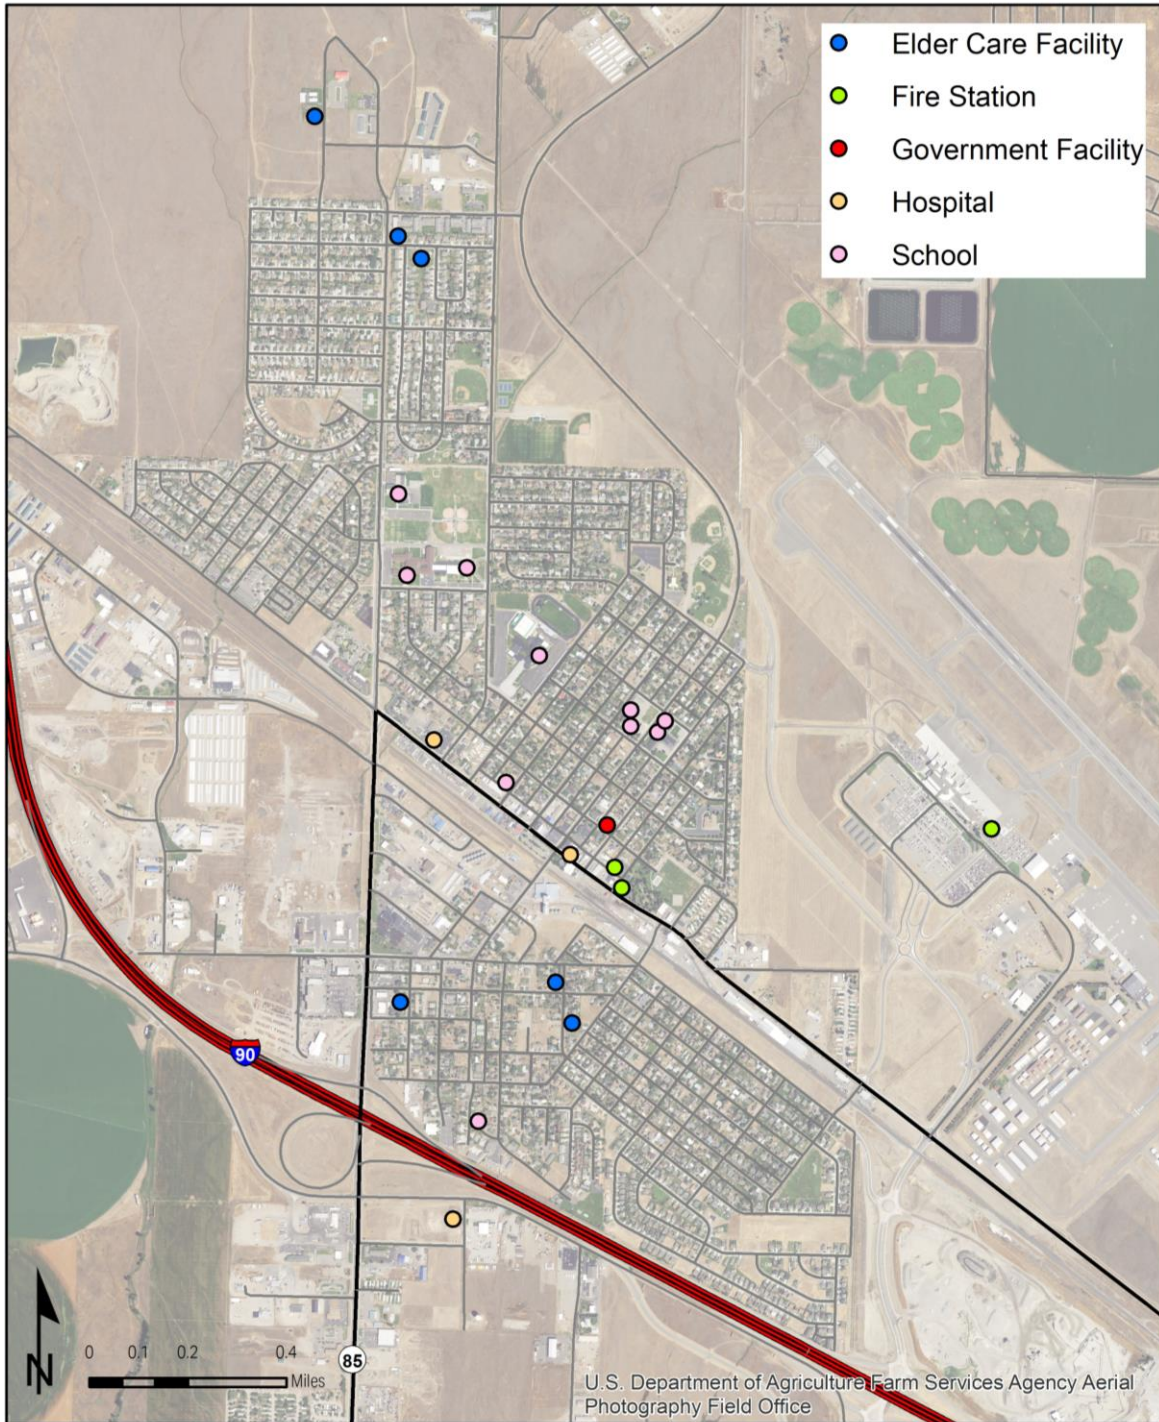 Elder Care Facility
Fire Station
Government Facility
Hospital
School
90
N
0 0.1 0.2 0.4
Miles
85
U.S. Department of Agriculture Farm Services Agency Aerial
Photography Field Office